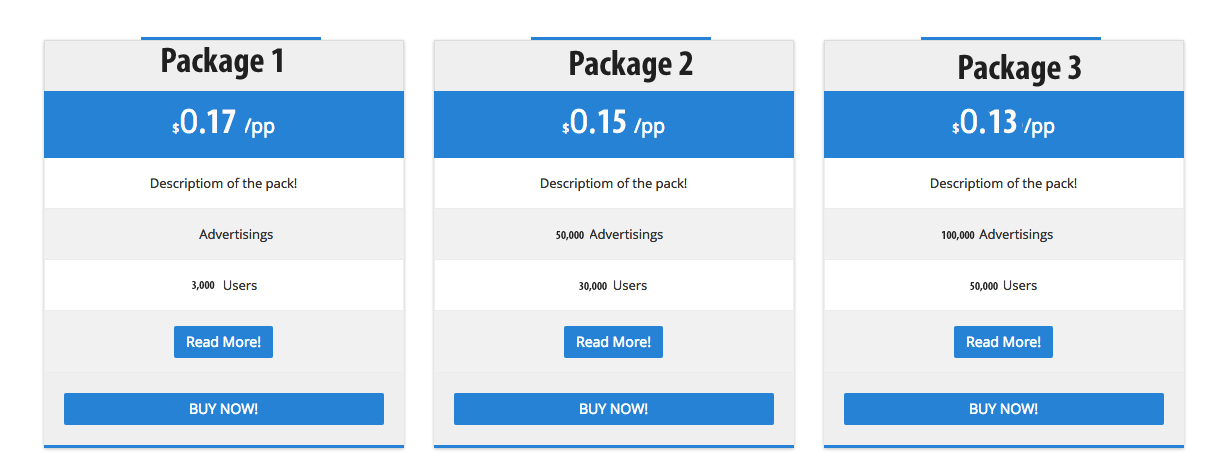 Package 1
$0.17 /pp
Descriptiom of the pack!
Advertisings
3,000 Users
Read More!
BUY NOW!
Package 2
$0.15 /pp
Descriptiom of the pack!
50,000 Advertisings
30,000 Users
Read More!
BUY NOW!
Package 3
$0.13 /pp
Descriptiom of the pack!
100,000 Advertisings
50,000 Users
Read More!
BUY NOW!